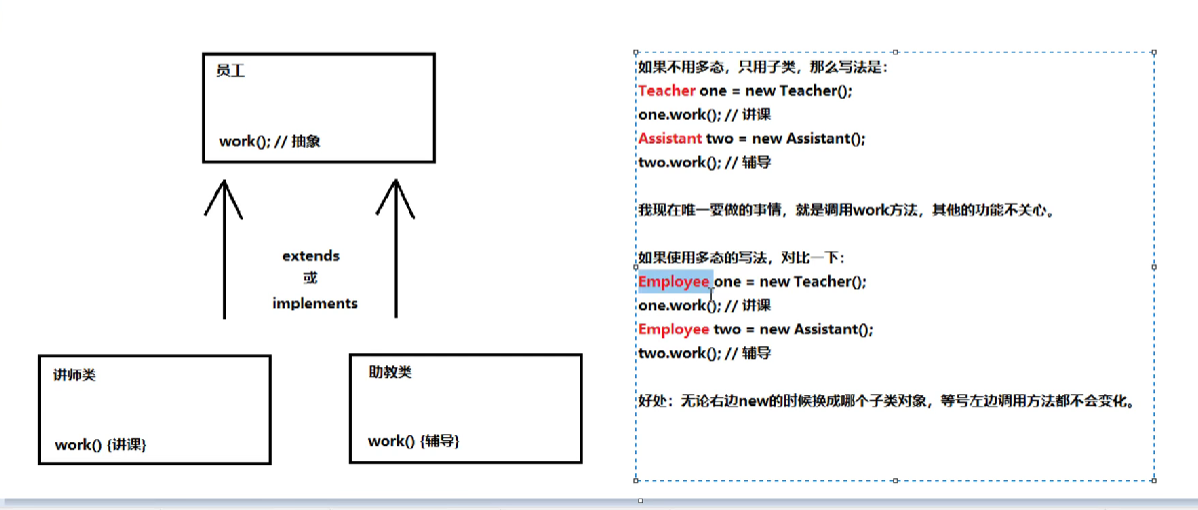 员工
work(); // 抽象
extends
或
implements
讲师类
work() {讲课}
助教类
work() {辅导}
如果不用多态，只用子类，那么写法是：
Teacher one = new Teacher();
one.work(); // 讲课
Assistant two = new Assistant();
two.work(); // 辅导
我现在唯一要做的事情，就是调用work方法，其他的功能不关心。
如果使用多态的写法，对比一下：
Employee one = new Teacher();
one.work(); // 讲课
Employee two = new Assistant();
two.work(); // 辅导
好处：无论右边new的时候换成哪个子类对象，等号左边调用方法都不会变化。